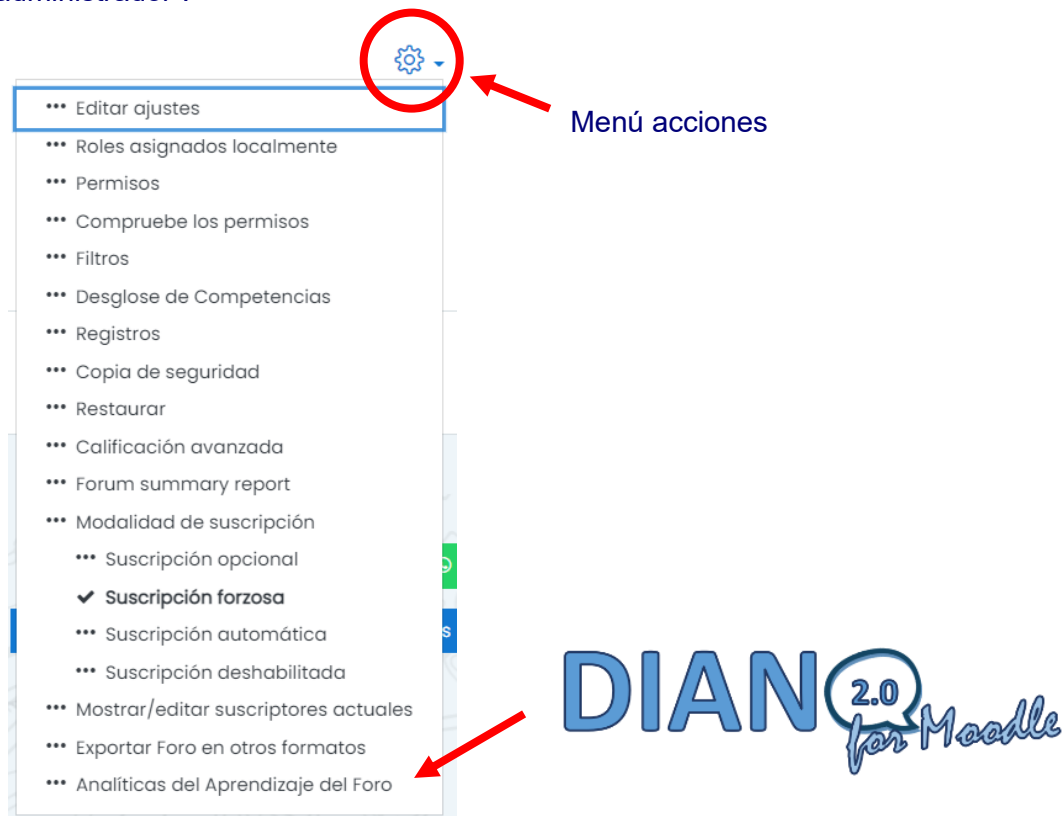 Menú acciones
Editar ajustes
Roles asignados localmente
Permisos
Compruebe los permisos
Filtros
Desglose de Competencias
Registros
Copia de seguridad
Restaurar
Calificación avanzada
Forum summary report
Modalidad de suscripción
Suscripción opcional
Suscripción forzosa
Suscripción automática
Suscripción deshabilitada
Mostrar/editar suscriptores actuales
Exportar Foro en otros formatos
Analíticas del Aprendizaje del Foro
DIANA
2.0
for Moodle